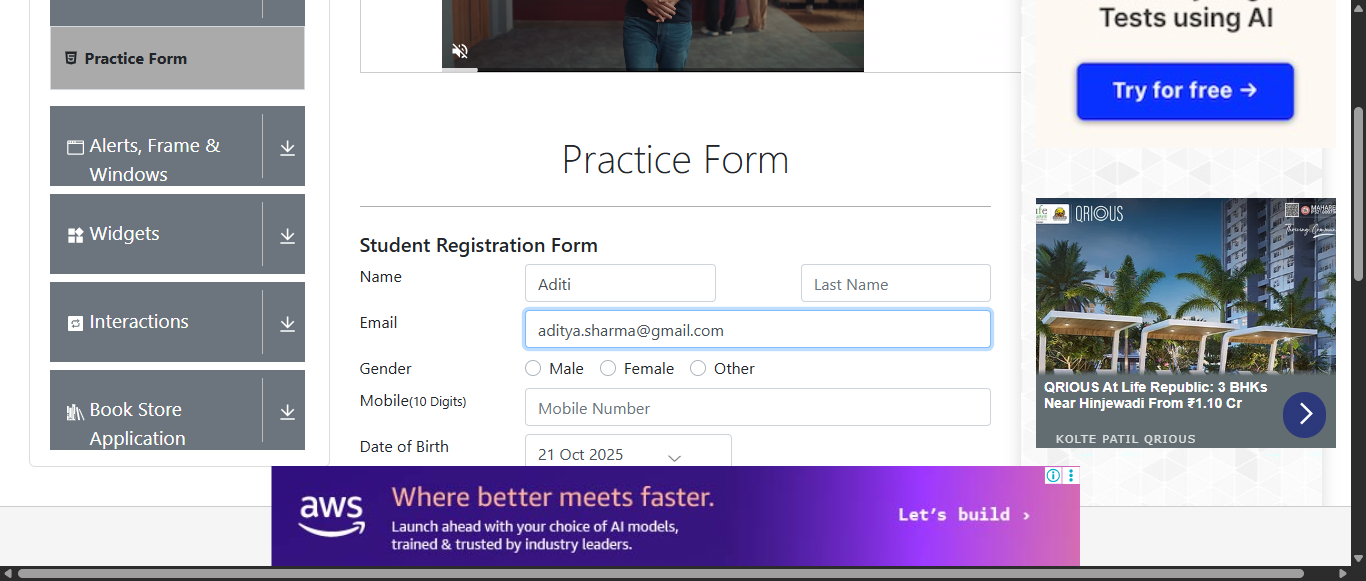 Practice Form
Alerts, Frame &
Windows
Widgets
Interactions
Book Store
Application
Practice Form
Student Registration Form
Name
Aditi
Last Name
Email
aditya.sharma@gmail.com
Gender
Male
Female
Other
Mobile(10 Digits)
Mobile Number
Date of Birth
21 Oct 2025
Tests using AI
Try for free →
QRIOUS
QRIOUS At Life Republic: 3 BHKs
Near Hinjewadi From ₹1.10 Cr
KOLTE PATIL QRIOUS
aws
Where better meets faster.
Launch ahead with your choice of AI models,
trained & trusted by industry leaders.
Let's build ›